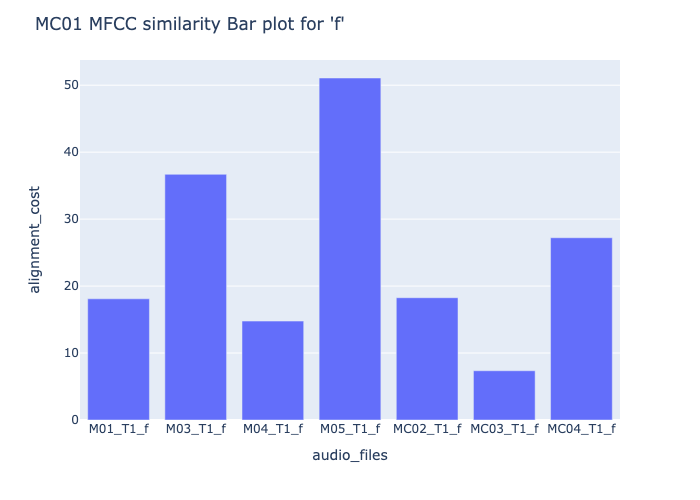 MC01 MFCC similarity Bar plot for 'f'
50
40
30
20
10
0
alignment_cost
M01_T1_f M03_T1_f M04_T1_f M05_T1_f MC02_T1_f MC03_T1_f MC04_T1_f
audio_files